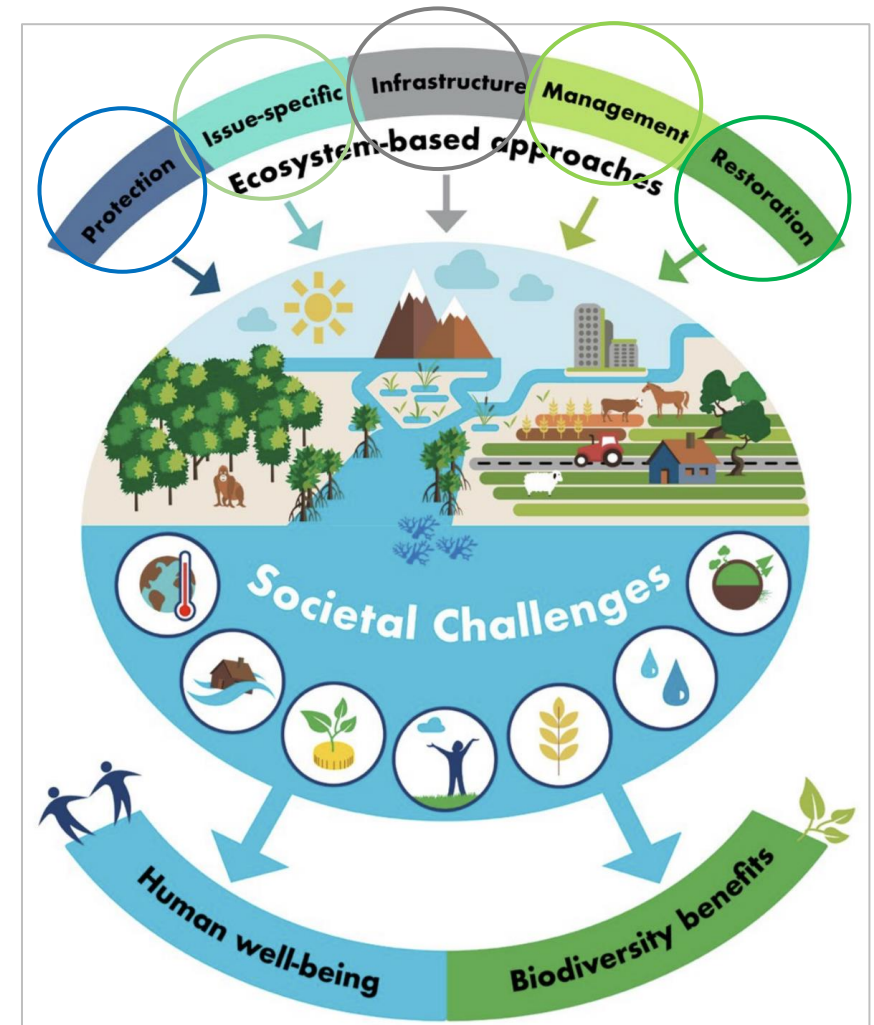 Protection
Issue-specific
Infrastructure
Management
Restoration
Ecosystem-based approaches
Societal Challenges
Human well-being
Biodiversity benefits